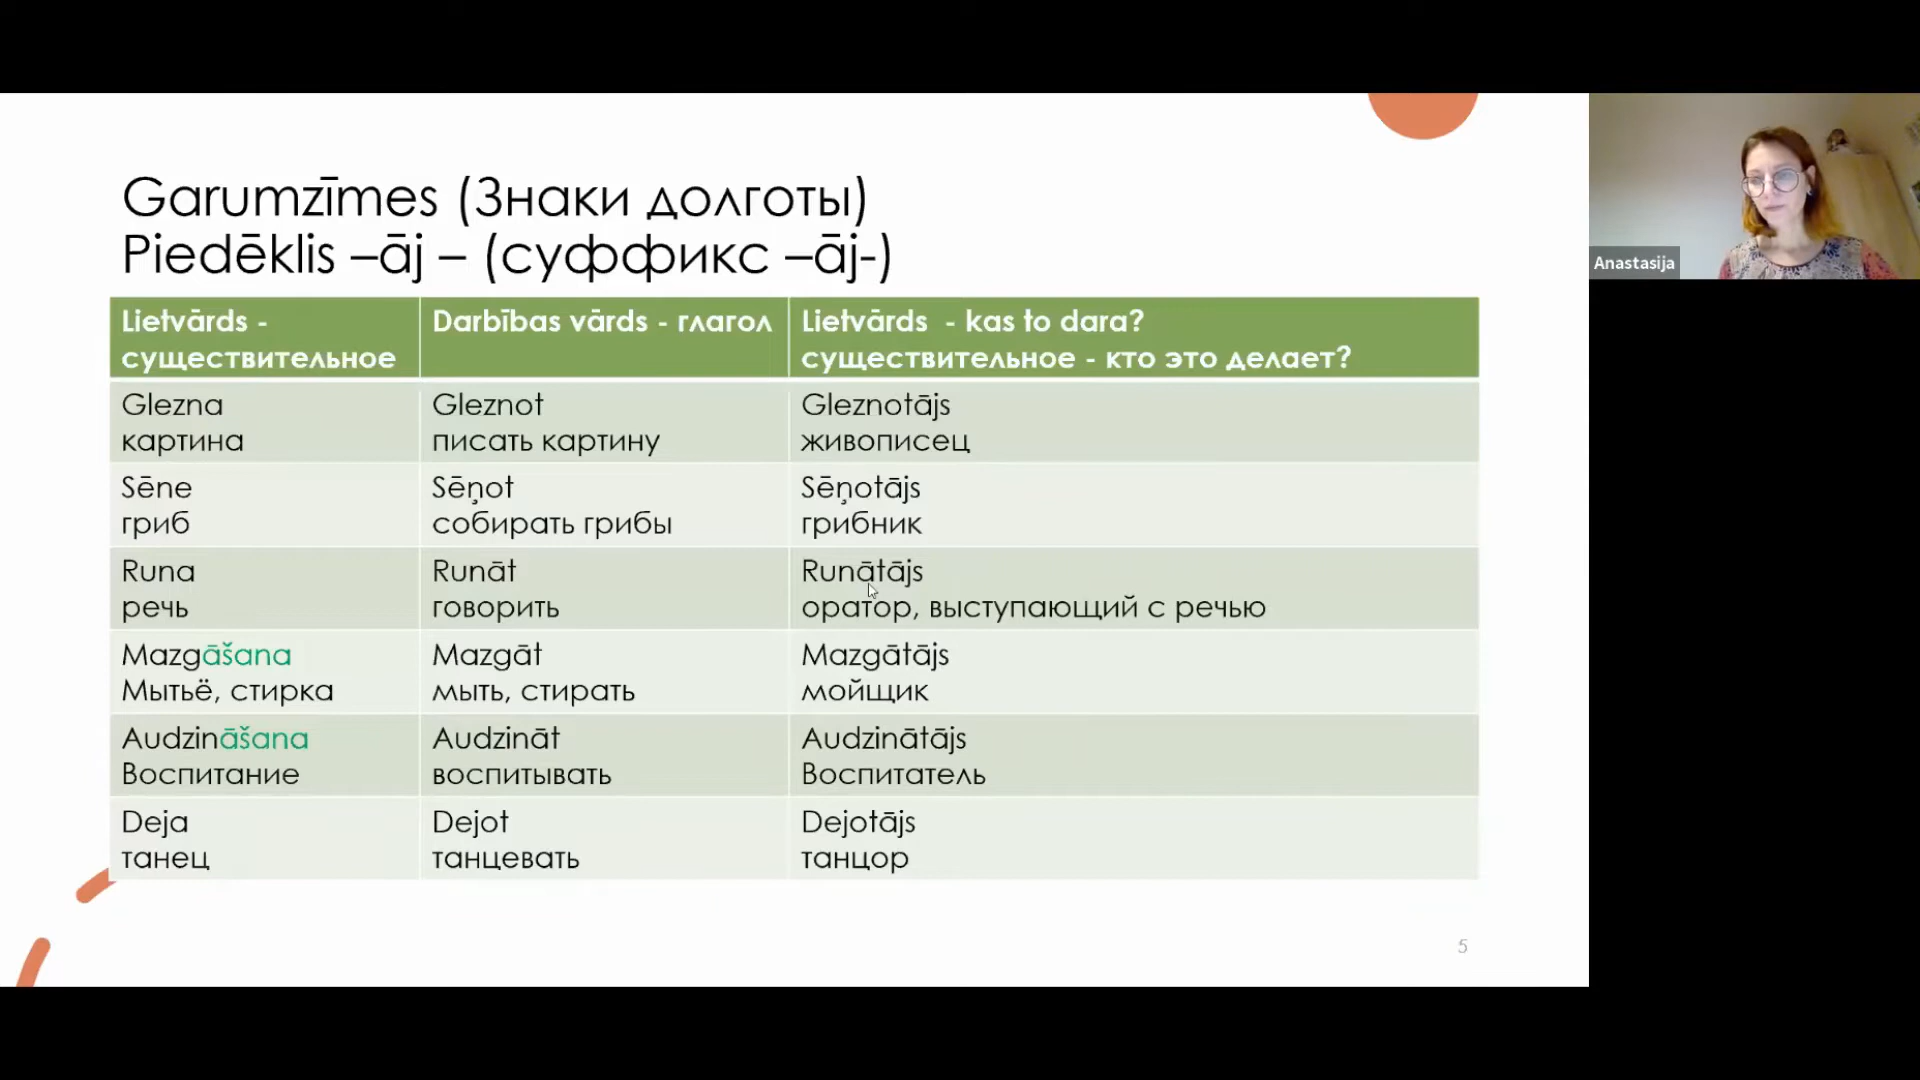 Garumzīmes (Знаки долготы)
Piedēklis –āj – (суффикс –āj-)
Lietvārds -
существительное
Darbības vārds - глагол
Lietvārds - kas to dara?
существительное - кто это делает?
Glezna
картина
Gleznot
писать картину
Gleznotājs
живописец
Sēne
гриб
Sēņot
собирать грибы
Sēņotājs
грибник
Runa
речь
Runāt
говорить
Runātājs
оратор, выступающий с речью
Mazgāšana
Мытьё, стирка
Mazgāt
мыть, стирать
Mazgātājs
мойщик
Audzināšana
Воспитание
Audzināt
воспитывать
Audzinātājs
Воспитатель
Deja
танец
Dejot
танцевать
Dejotājs
танцор
5
Anastasija